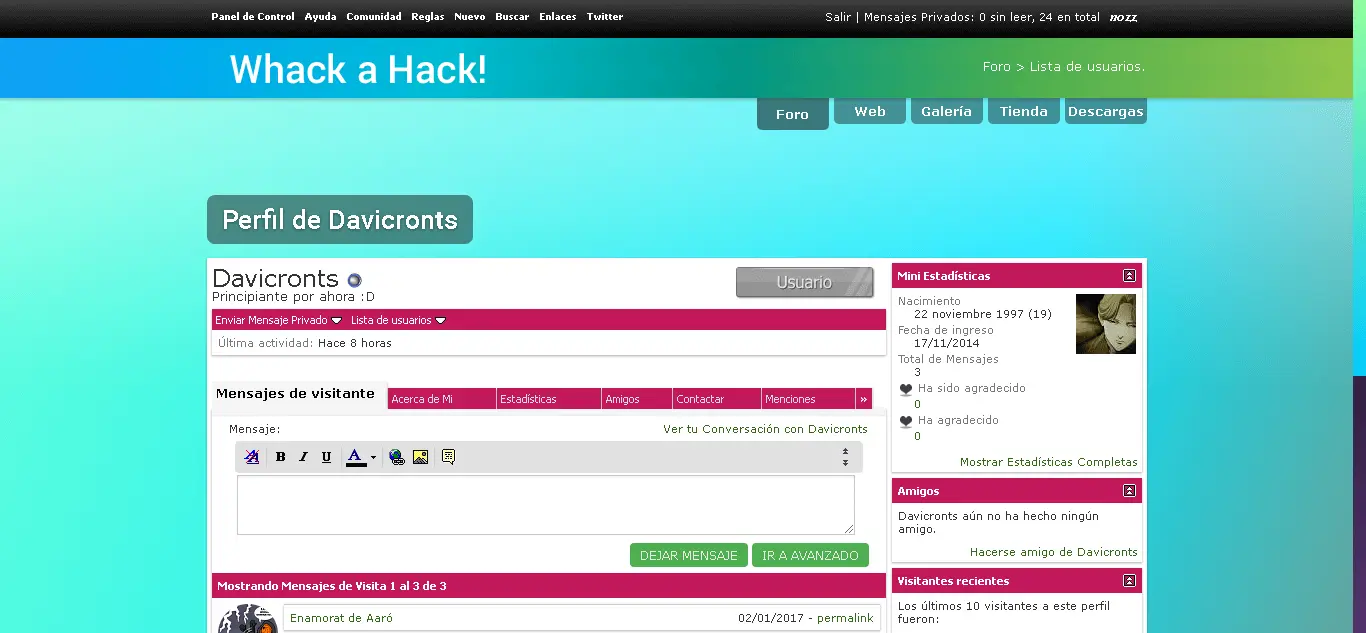 Panel de Control Ayuda Comunidad Reglas Nuevo Buscar Enlaces Twitter
Salir | Mensajes Privados: 0 sin leer, 24 en total nozz
Whack a Hack!
Foro > Lista de usuarios.
Foro Web Galería Tienda Descargas
Perfil de Davicronts
Davicronts
Principiante por ahora :D
Usuario
Enviar Mensaje Privado Lista de usuarios
Última actividad: Hace 8 horas
Mensajes de visitante Acerca de Mi Estadísticas Amigos Contactar Menciones »
Mensaje:
Ver tu Conversación con Davicronts
B I U A
DEJAR MENSAJE IR A AVANZADO
Mostrando Mensajes de Visita 1 al 3 de 3
Enamorat de Aaró
02/01/2017 - permalink
Mini Estadísticas
Nacimiento
22 noviembre 1997 (19)
Fecha de ingreso
17/11/2014
Total de Mensajes
3
Ha sido agradecido
0
Ha agradecido
0
Mostrar Estadísticas Completas
Amigos
Davicronts aún no ha hecho ningún
amigo.
Hacerse amigo de Davicronts
Visitantes recientes
Los últimos 10 visitantes a este perfil
fueron: